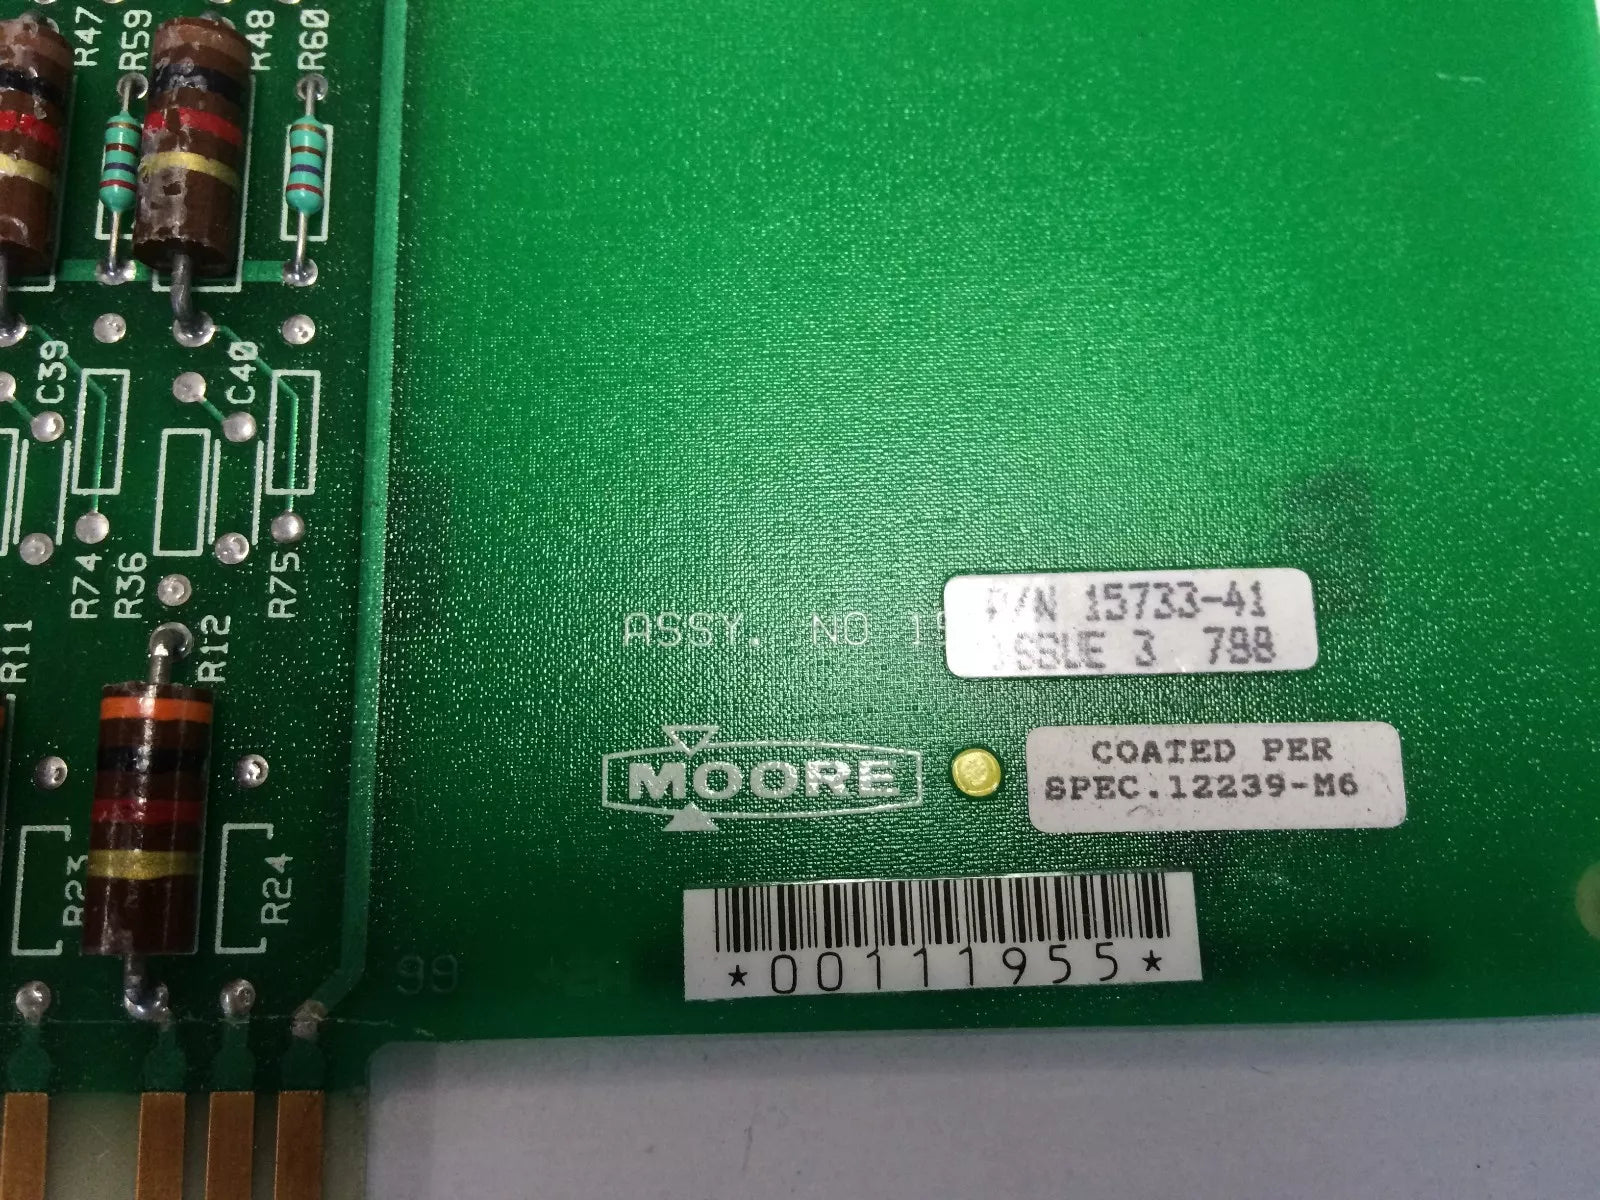 R47
R59
R48
R60
C39
C40
R74
R36
R75
R11
R12
ASSY. NO 15
P/N 15733-41
ISSUE 3 788
MOORE
COATED PER
SPEC.12239-M6
R23
R24
*00111955*
99